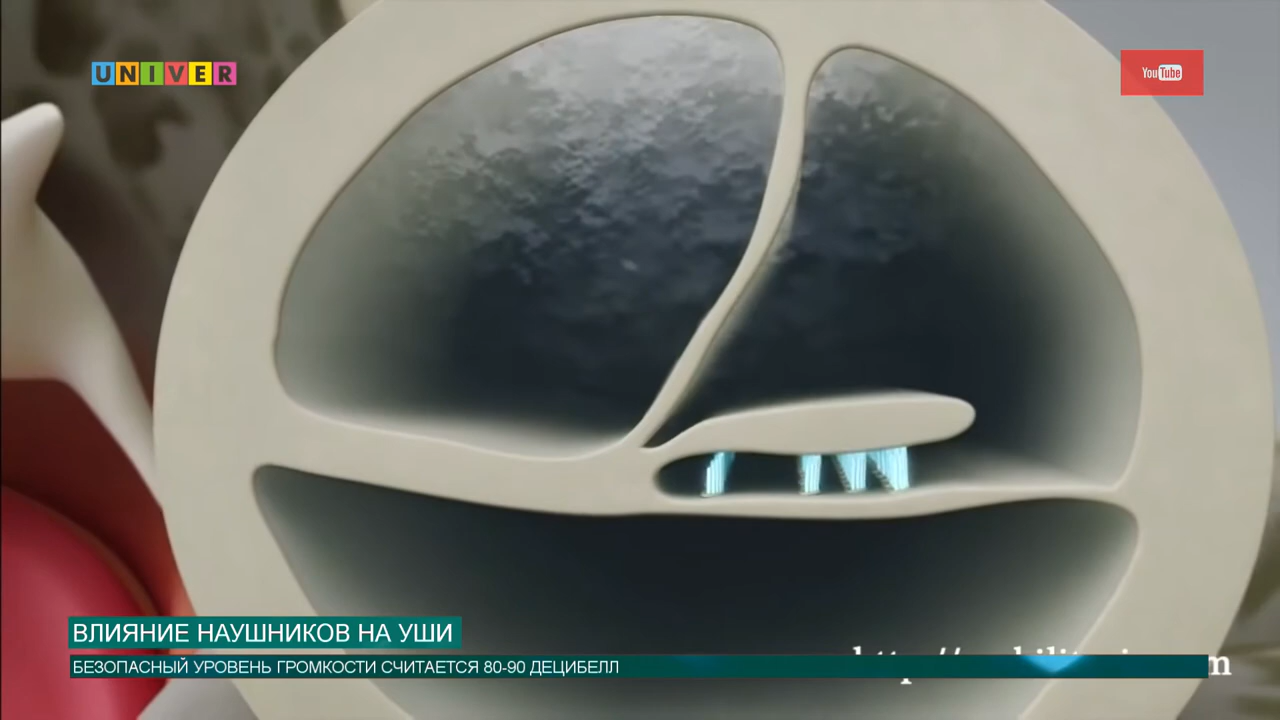 UNIVER
YouTube
ВЛИЯНИЕ НАУШНИКОВ НА УШИ
БЕЗОПАСНЫЙ УРОВЕНЬ ГРОМКОСТИ СЧИТАЕТСЯ 80-90 ДЕЦИБЕЛЛ